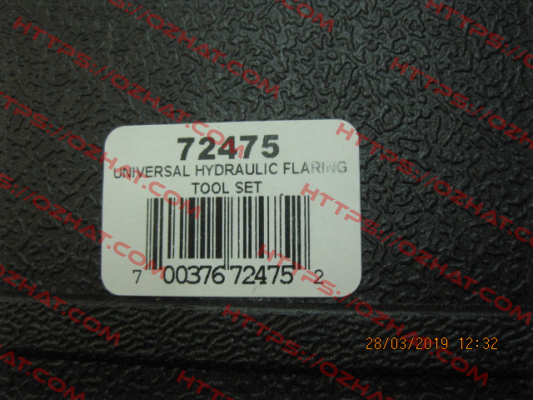 72475
UNIVERSAL HYDRAULIC FLARING
TOOL SET
7 00376 72475 2
28/03/2019 12:32
HTTPS://OZHAT.COM